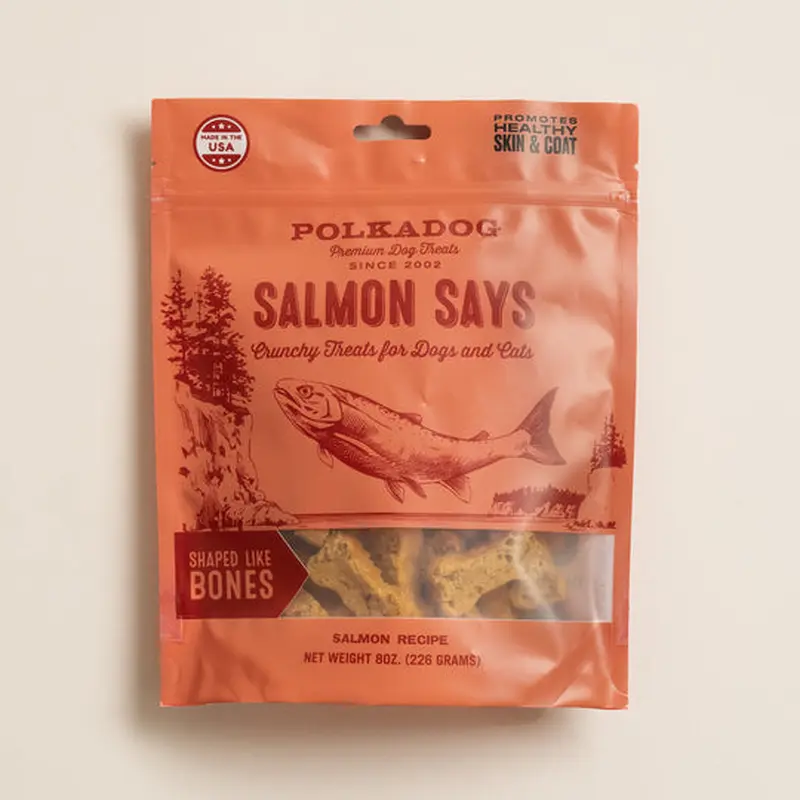 MADE IN THE
USA
PROMOTES
HEALTHY
SKIN & COAT
POLKADOG
Premium Dog Treats
SINCE 2002
SALMON SAYS
Crunchy Treats for Dogs and Cats
SHAPED LIKE
BONES
SALMON RECIPE
NET WEIGHT 8OZ. (226 GRAMS)